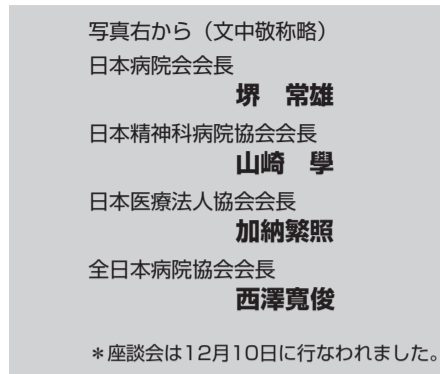 写真右から（文中敬称略）
日本病院会会長
堺　常雄
日本精神科病院協会会長
山崎　學
日本医療法人協会会長
加納繁照
全日本病院協会会長
西澤寬俊
＊座談会は12月10日に行なわれました。